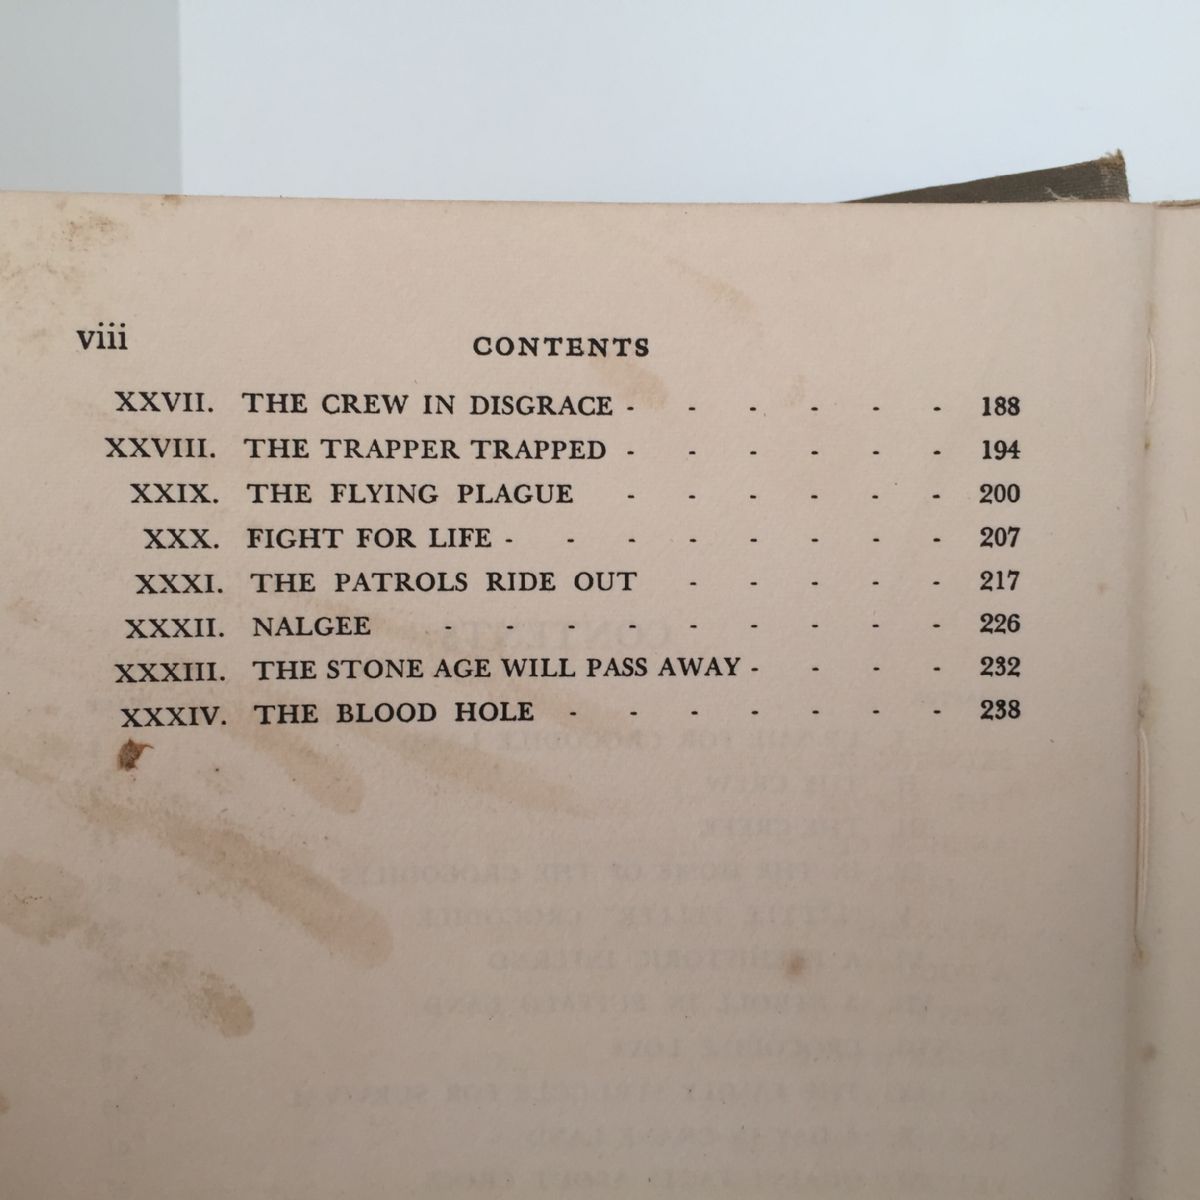 viii
CONTENTS
XXVII. THE CREW IN DISGRACE - - - - - - 188
XXVIII. THE TRAPPER TRAPPED - - - - - - 194
XXIX. THE FLYING PLAGUE - - - - - - 200
XXX. FIGHT FOR LIFE - - - - - - - - 207
XXXI. THE PATROLS RIDE OUT - - - - - 217
XXXII. NALGEE - - - - - - - - - 226
XXXIII. THE STONE AGE WILL PASS AWAY - - - - 232
XXXIV. THE BLOOD HOLE - - - - - - - 238